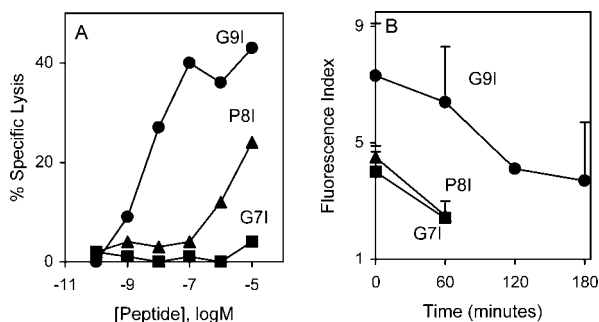 A
G9I
P8I
G7I
% Specific Lysis
40
20
0
-11
-9
-7
-5
[Peptide], logM
B
G9I
P8I
G7I
Fluorescence Index
9
5
1
0
60
120
180
Time (minutes)